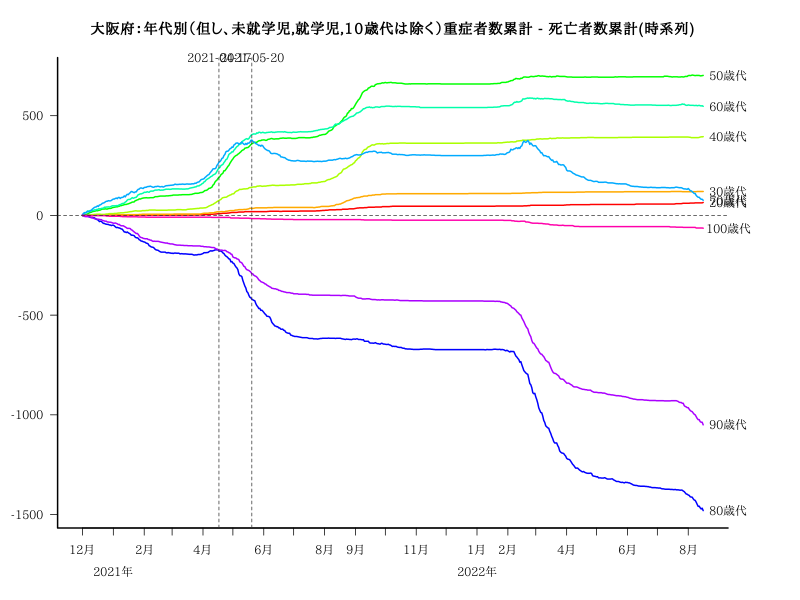 大阪府：年代別（但し、未就学児,就学児,10歳代は除く）重症者数累計 - 死亡者数累計(時系列)
2021-04-17
2021-05-20
50歳代
60歳代
40歳代
30歳代
70歳代
20歳代
100歳代
90歳代
80歳代
500
0
-500
-1000
-1500
12月 2月 4月 6月 8月 9月 11月 1月 2月 4月 6月 8月
2021年 2022年